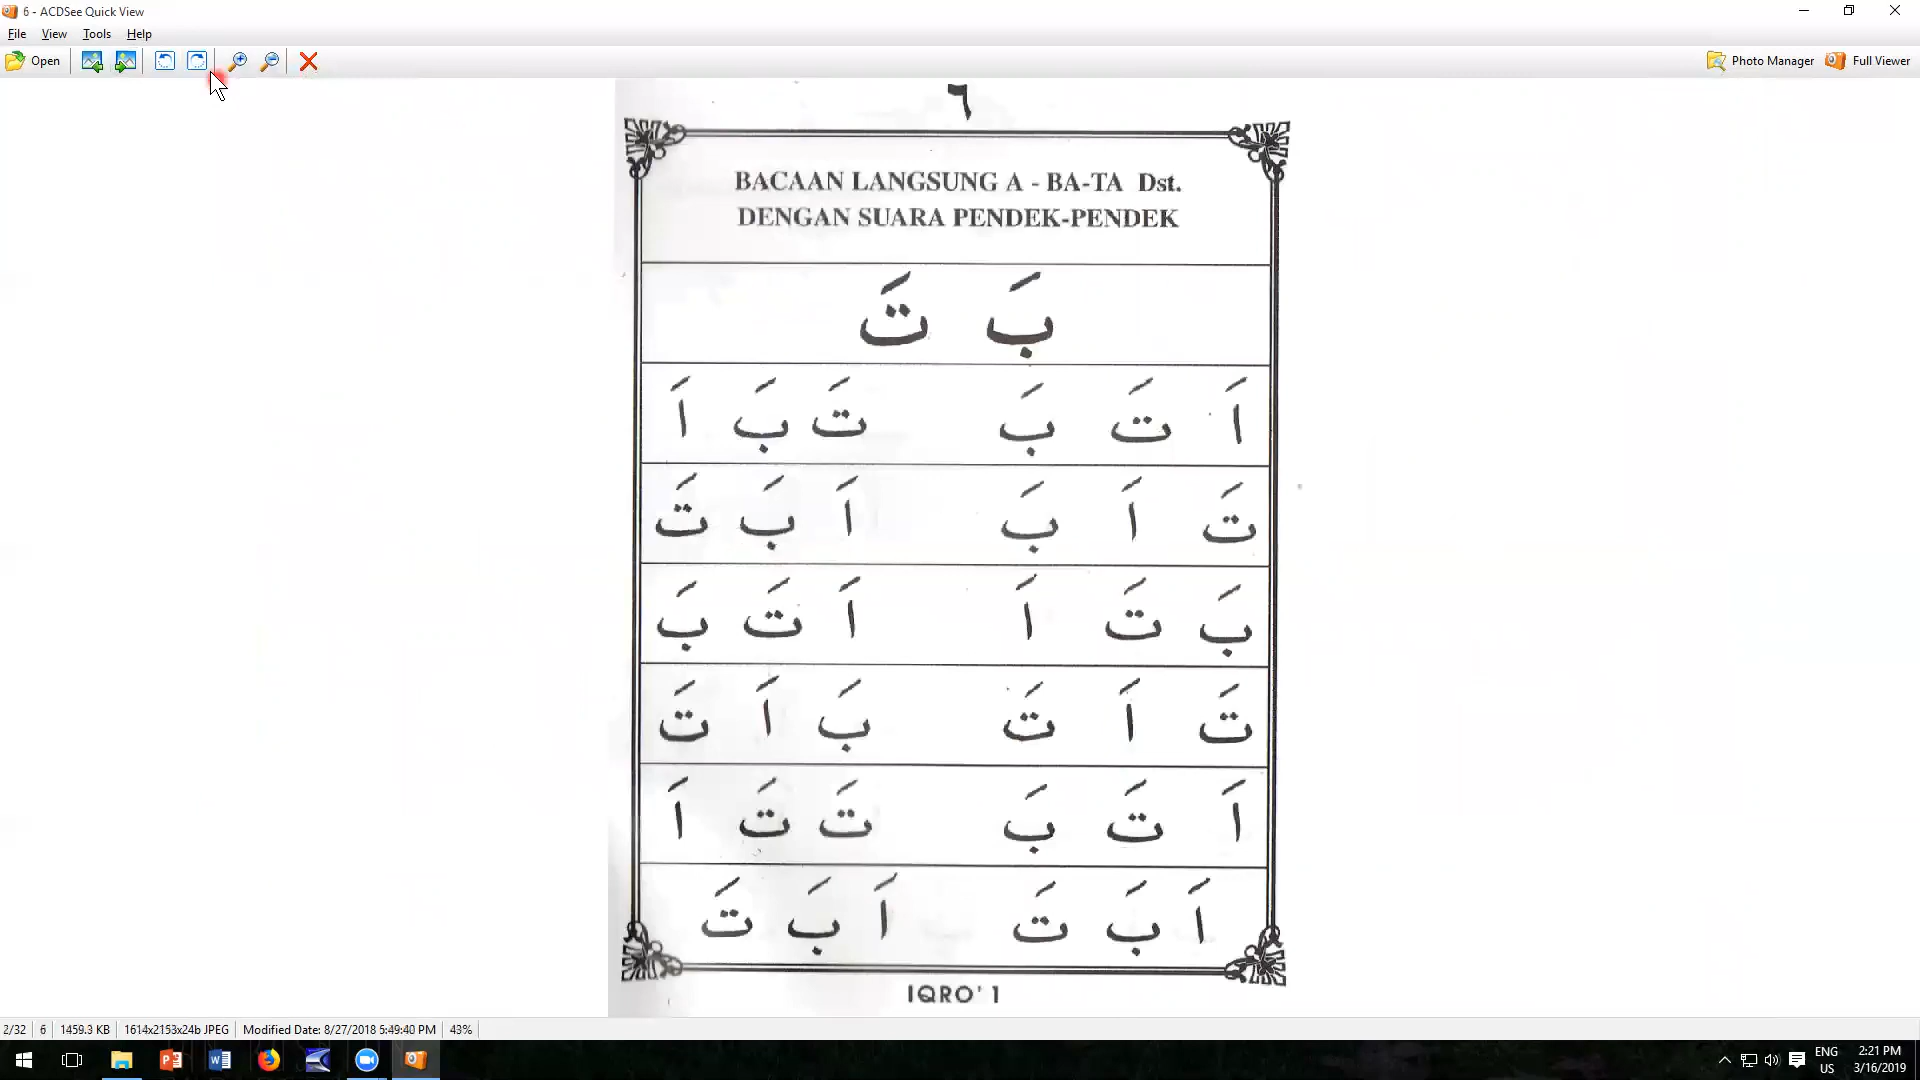 6 - ACDSee Quick View
File View Tools Help
Open Photo Manager Full Viewer
٦
BACAAN LANGSUNG A - BA-TA Dst.
DENGAN SUARA PENDEK-PENDEK
بَ تَ
اَ تَ بَ تَ بَ اَ
تَ اَ بَ اَ بَ تَ
بَ تَ اَ اَ تَ بَ
تَ اَ تَ بَ اَ تَ
اَ تَ بَ تَ تَ اَ
اَ بَ تَ اَ بَ تَ
IQRO' 1
2/32 6 1459.3 KB 1614x2153x24b JPEG Modified Date: 8/27/2018 5:49:40 PM 43%
ENG 2:21 PM
US 3/16/2019